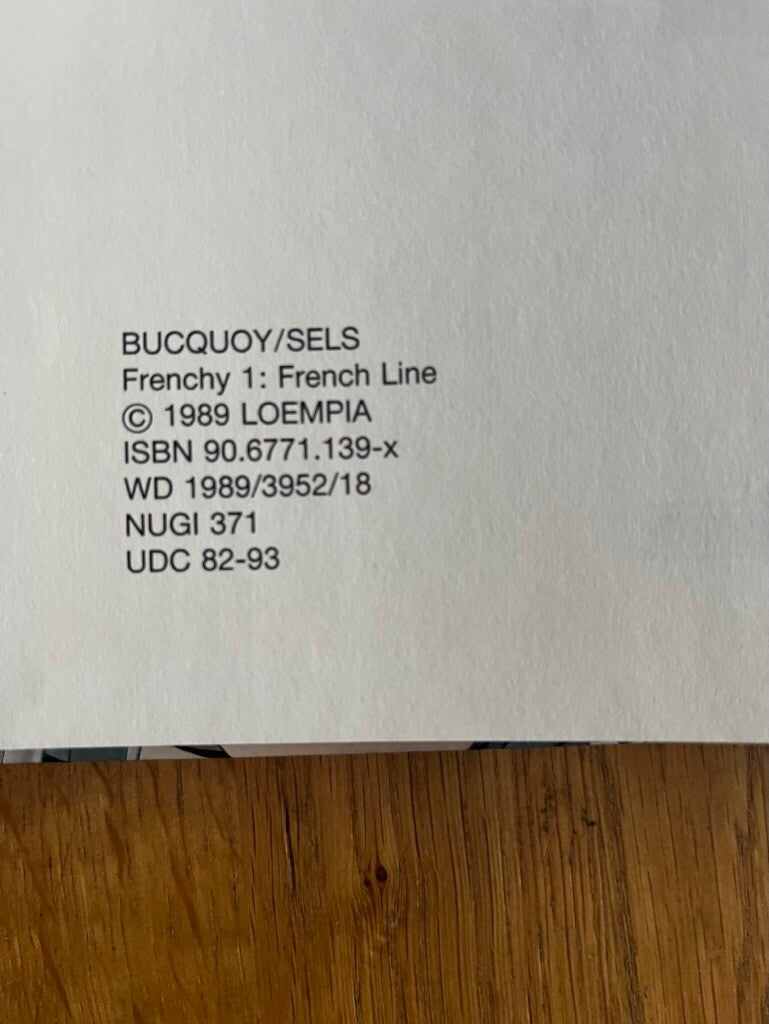 BUCQUOY/SELS
Frenchy 1: French Line
© 1989 LOEMPIA
ISBN 90.6771.139-x
WD 1989/3952/18
NUGI 371
UDC 82-93